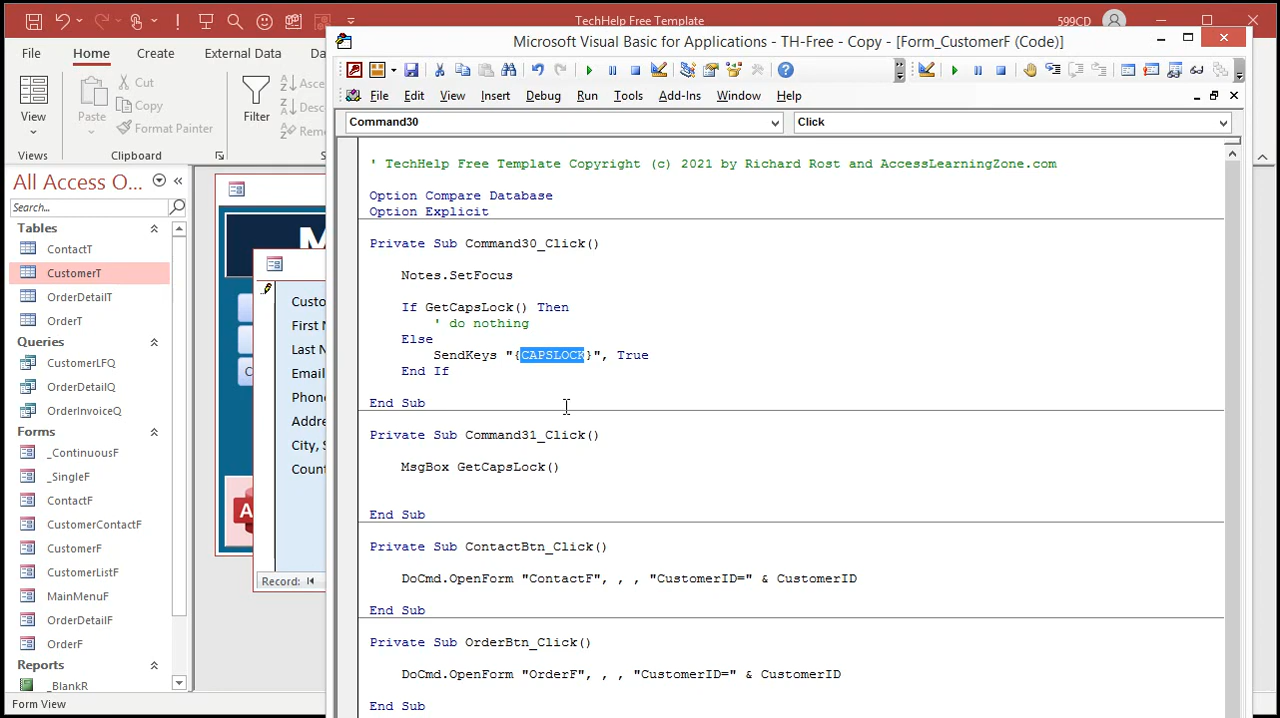 TechHelp Free Template
599CD
File
Home
Create
External Data
Da
View
Views
Paste
Cut
Copy
Format Painter
Clipboard
Filter
Asce
Desc
Remo
All Access O...
Search...
Tables
ContactT
CustomerT
OrderDetailT
OrderT
Queries
CustomerLFQ
OrderDetailQ
OrderInvoiceQ
Forms
_ContinuousF
_SingleF
ContactF
CustomerContactF
CustomerF
CustomerListF
MainMenuF
OrderDetailF
OrderF
Reports
_BlankR
Form View
M
C
A
Custo
First N
Last N
Email
Phone
Addre
City, S
Count
Record:
Microsoft Visual Basic for Applications - TH-Free - Copy - [Form_CustomerF (Code)]
File Edit View Insert Debug Run Tools Add-Ins Window Help
Command30
Click
' TechHelp Free Template Copyright (c) 2021 by Richard Rost and AccessLearningZone.com
Option Compare Database
Option Explicit
Private Sub Command30_Click()
Notes.SetFocus
If GetCapsLock() Then
' do nothing
Else
SendKeys "{CAPSLOCK}", True
End If
End Sub
Private Sub Command31_Click()
MsgBox GetCapsLock()
End Sub
Private Sub ContactBtn_Click()
DoCmd.OpenForm "ContactF", , , "CustomerID=" & CustomerID
End Sub
Private Sub OrderBtn_Click()
DoCmd.OpenForm "OrderF", , , "CustomerID=" & CustomerID
End Sub